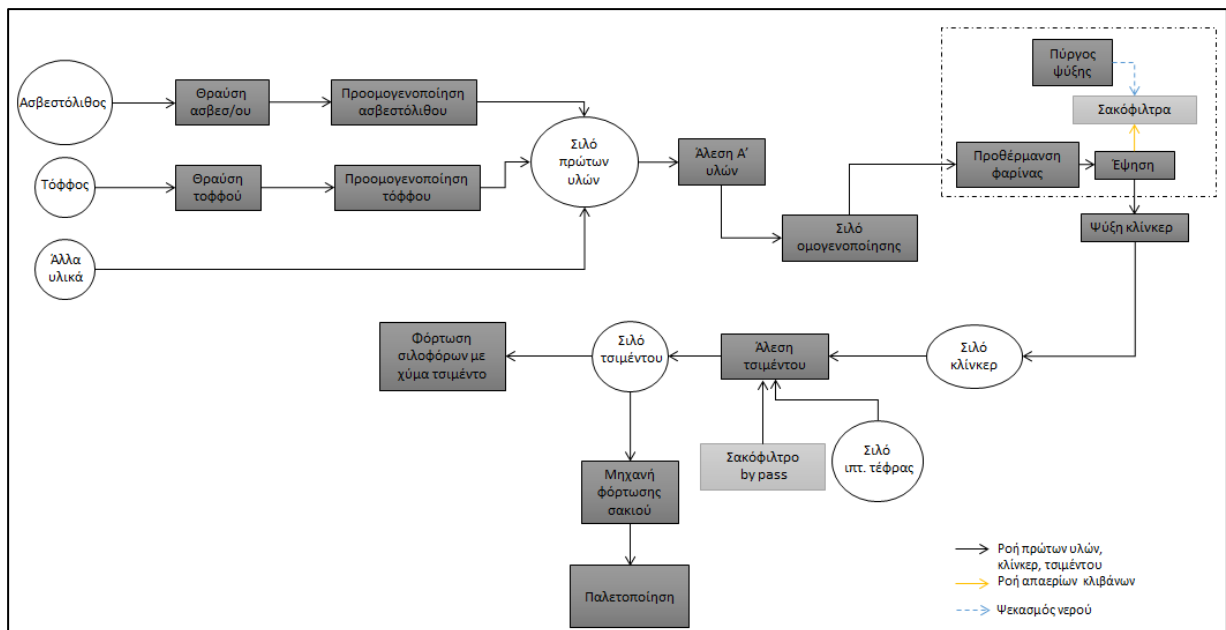 Ασβεστόλιθος
Θραύση
ασβεσ/ου
Προομογενοποίηση
ασβεστόλιθου
Τόφφος
Θραύση
τοφφού
Προομογενοποίηση
τόφφου
Άλλα
υλικά
Σιλό
πρώτων
υλών
Άλεση Α’
υλών
Σιλό
ομογενοποίησης
Πύργος
ψύξης
Σακόφιλτρα
Προθέρμανση
φαρίνας
Έψηση
Ψύξη κλίνκερ
Σιλό
κλίνκερ
Άλεση
τσιμέντου
Σιλό
τσιμέντου
Φόρτωση
σιλοφόρων με
χύμα τσιμέντο
Σακόφιλτρο
by pass
Σιλό
ιπτ. τέφρας
Μηχανή
φόρτωσης
σακιού
Παλετοποίηση
Ροή πρώτων υλών,
κλίνκερ, τσιμέντου
Ροή απαερίων κλιβάνων
Ψεκασμός νερού